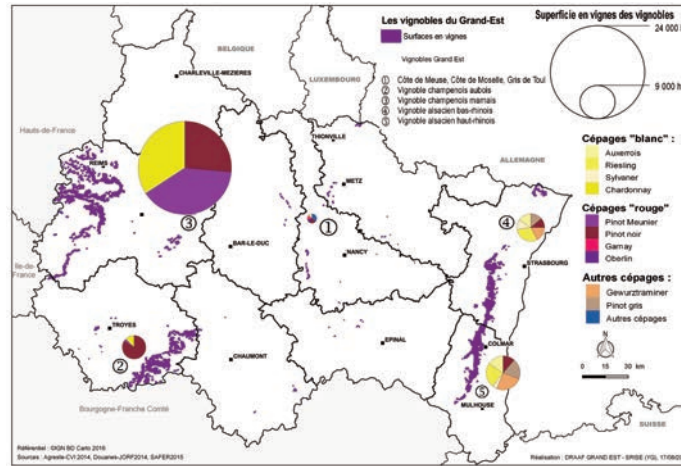 BELGIQUE
LUXEMBOURG
ALLEMAGNE
SUISSE
Hauts-de-France
Ile-de-France
Bourgogne-Franche Comté
CHARLEVILLE-MEZIERES
REIMS
THIONVILLE
METZ
BAR-LE-DUC
NANCY
STRASBOURG
TROYES
CHAUMONT
EPINAL
COLMAR
MULHOUSE
①
②
③
④
⑤
Les vignobles du Grand-Est
Surfaces en vignes
Vignobles Grand Est
① Côte de Meuse, Côte de Moselle, Gris de Toul
② Vignoble champenois aubois
③ Vignoble champenois marnais
④ Vignoble alsacien bas-rhinois
⑤ Vignoble alsacien haut-rhinois
Superficie en vignes des vignobles
24 000
9 000 h
Cépages "blanc" :
Auxerrois
Riesling
Sylvaner
Chardonnay
Cépages "rouge" :
Pinot Meunier
Pinot noir
Gamay
Oberlin
Autres cépages :
Gewurztraminer
Pinot gris
Autres cépages
N
0 15 30 km
Référentiel : ©IGN BD Carto 2016
Sources : Agreste-CVI 2014, Douanes-JORF2014, SAFER2015
Réalisation : DRAAF GRAND EST - SRISE (YG),